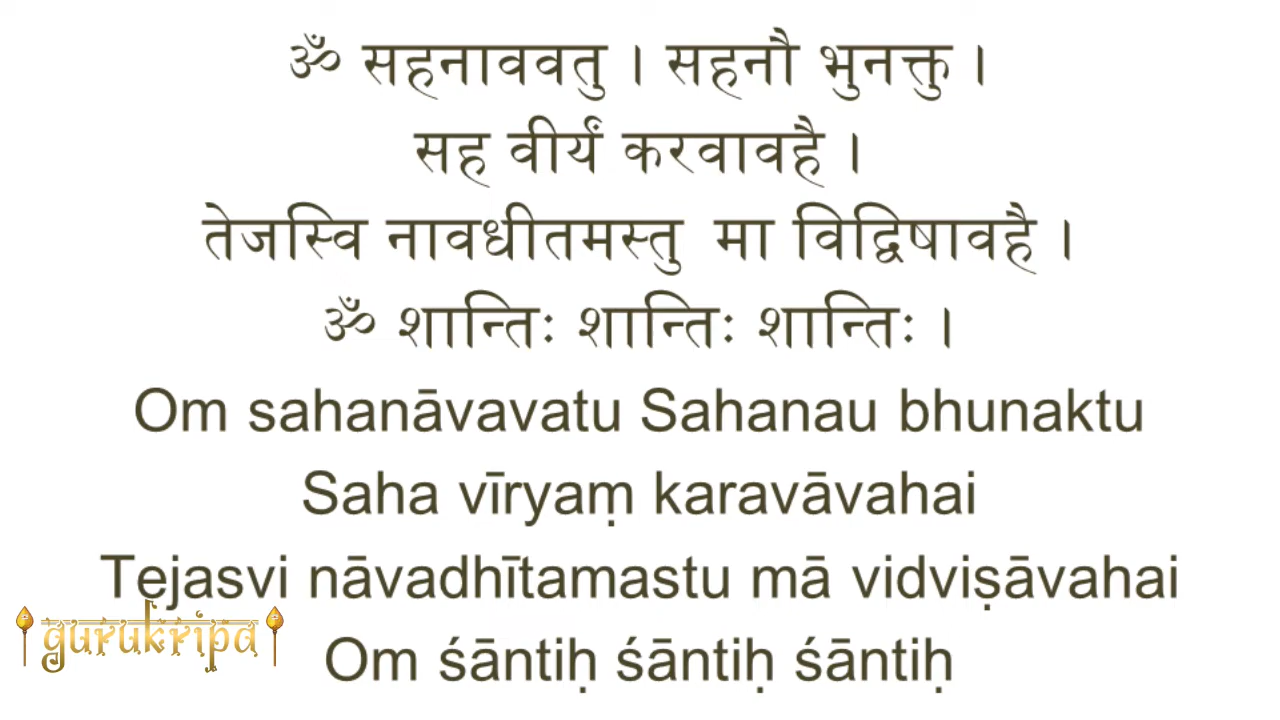 ॐ सहनाववतु । सहनौ भुनक्तु ।
सह वीर्यं करवावहै ।
तेजस्वि नावधीतमस्तु मा विद्विषावहै ।
ॐ शान्तिः शान्तिः शान्तिः ।
Om sahanāvavatu Sahanau bhunaktu
Saha vīryaṃ karavāvahai
Tejasvi nāvadhītamastu mā vidviṣāvahai
gurukripa
Om śāntiḥ śāntiḥ śāntiḥ